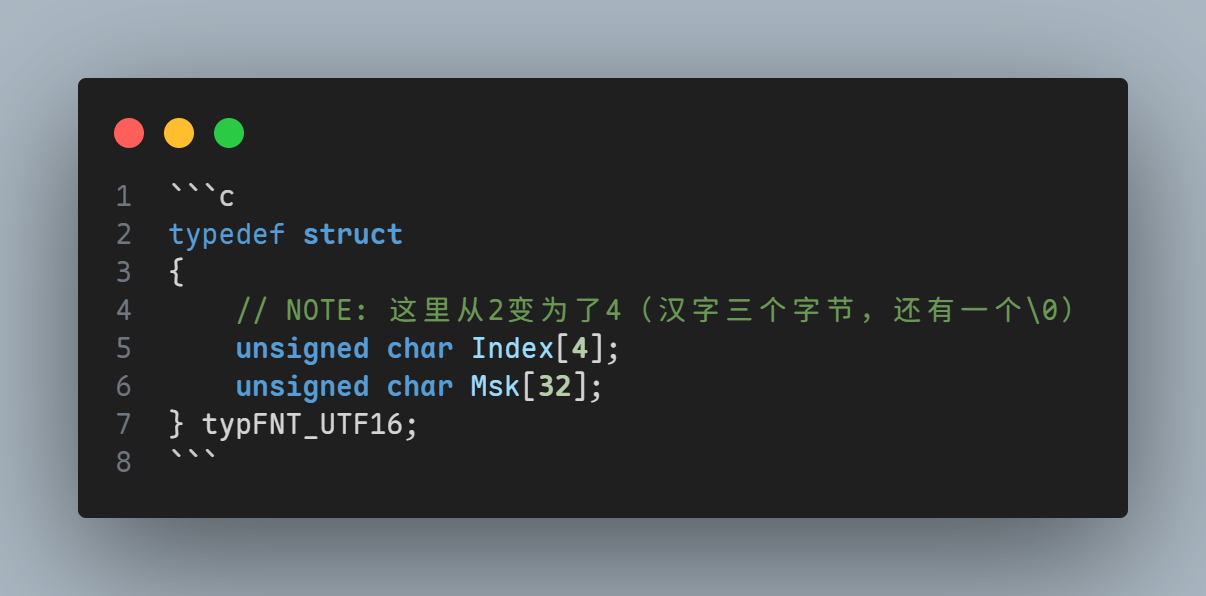 1 ```c
2 typedef struct
3 {
4     // NOTE: 这里从2变为了4（汉字三个字节，还有一个\0）
5     unsigned char Index[4];
6     unsigned char Msk[32];
7 } typFNT_UTF16;
8 ```